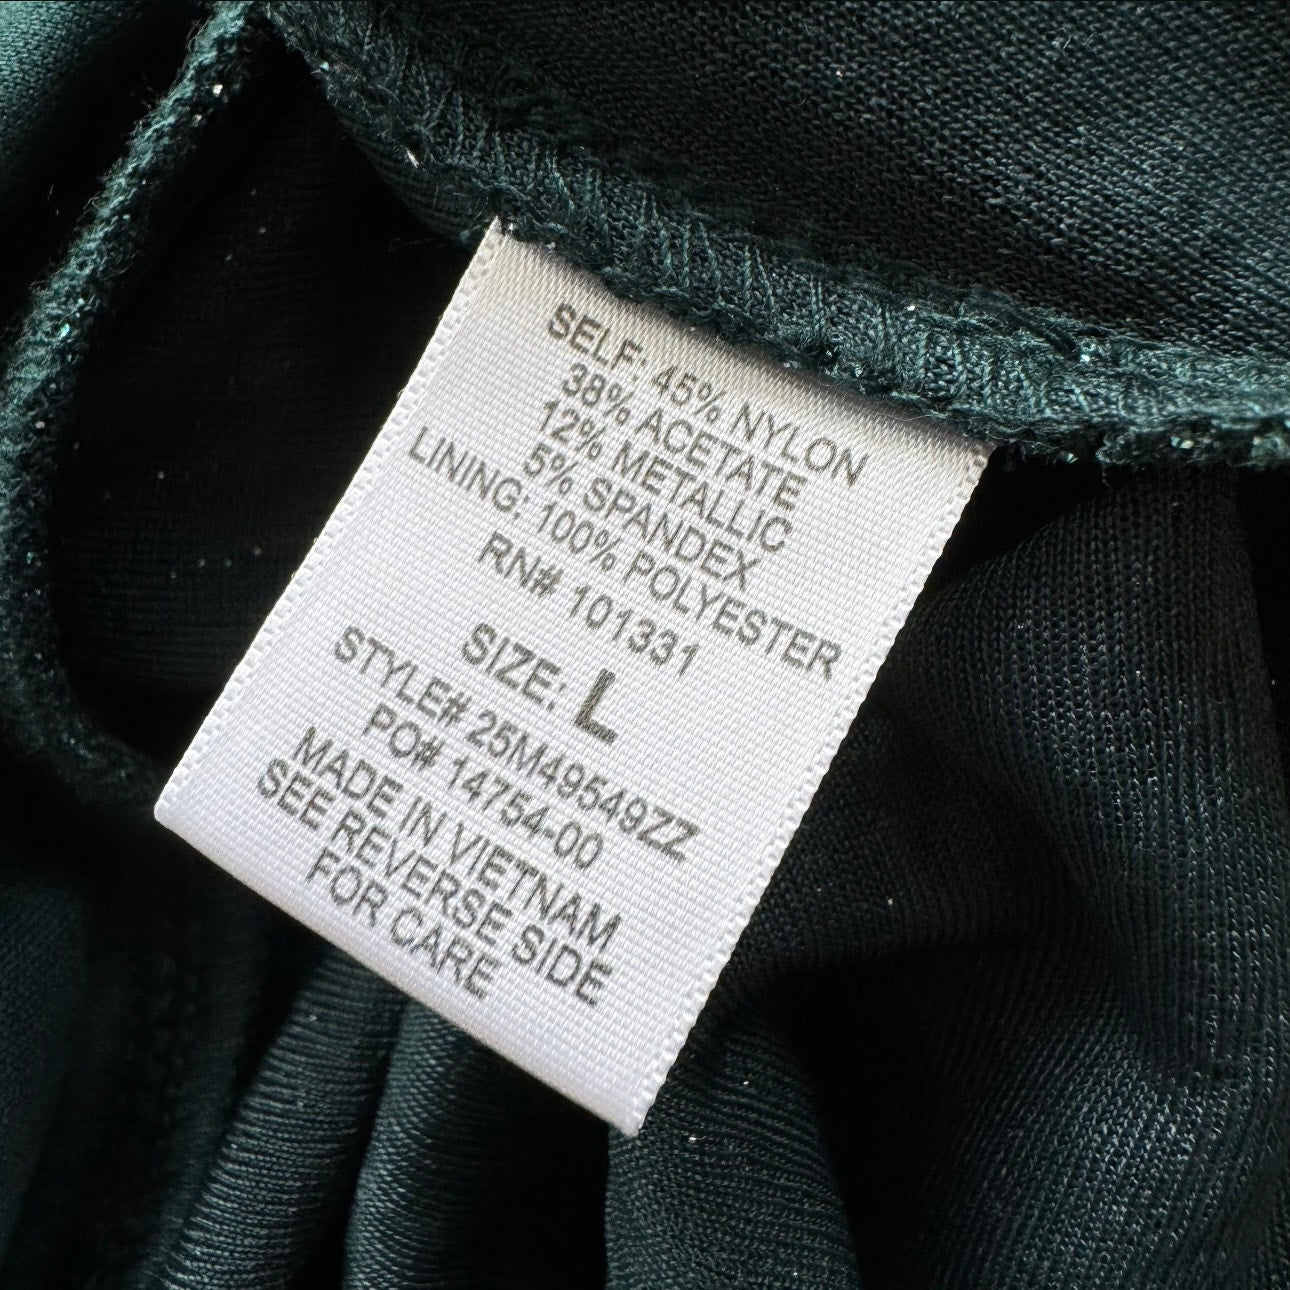 SELF: 45% NYLON
38% ACETATE
12% METALLIC
5% SPANDEX
LINING: 100% POLYESTER
RN# 101331
SIZE: L
STYLE# 25M49549ZZ
PO# 14754-00
MADE IN VIETNAM
SEE REVERSE SIDE
FOR CARE